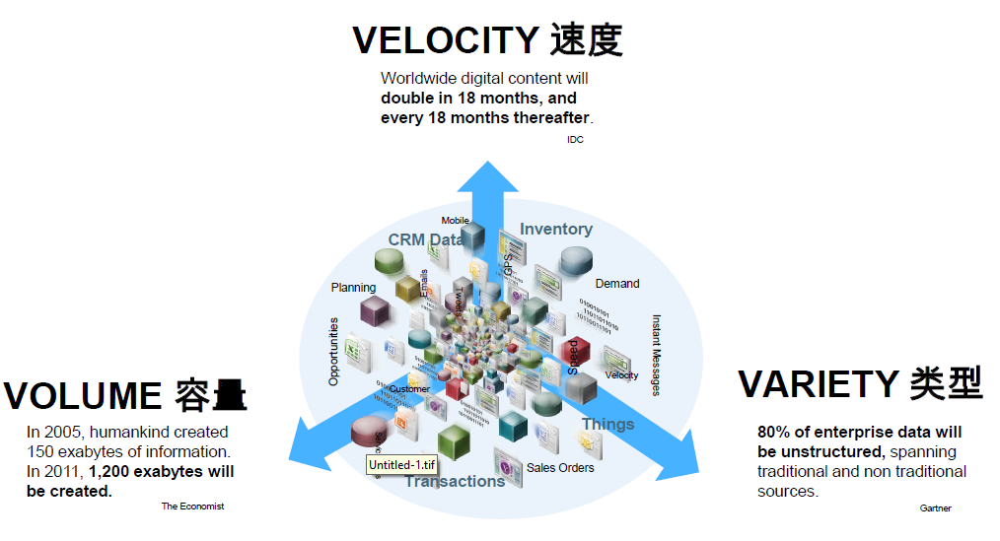 VELOCITY 速度
Worldwide digital content will
double in 18 months, and
every 18 months thereafter.
IDC
Mobile
CRM Data
Inventory
GPS
Emails
Tweets
Planning
Demand
010010101
11011011010
10110011101
Opportunities
Instant Messages
Speed
Velocity
Customer
Things
Sales Orders
Untitled-1.tif
Transactions
VOLUME 容量
In 2005, humankind created
150 exabytes of information.
In 2011, 1,200 exabytes will
be created.
The Economist
VARIETY 类型
80% of enterprise data will
be unstructured, spanning
traditional and non traditional
sources.
Gartner